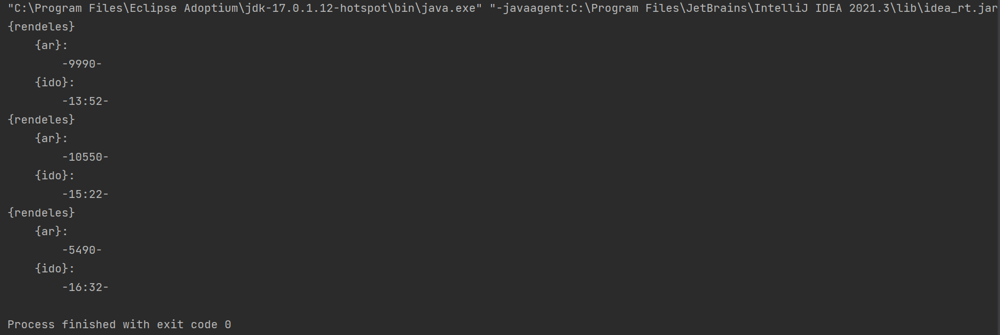 "C:\Program Files\Eclipse Adoptium\jdk-17.0.1.12-hotspot\bin\java.exe" "-javaagent:C:\Program Files\JetBrains\IntelliJ IDEA 2021.3\lib\idea_rt.jar
{rendeles}
    {ar}:
        -9990-
    {ido}:
        -13:52-
{rendeles}
    {ar}:
        -10550-
    {ido}:
        -15:22-
{rendeles}
    {ar}:
        -5490-
    {ido}:
        -16:32-
Process finished with exit code 0